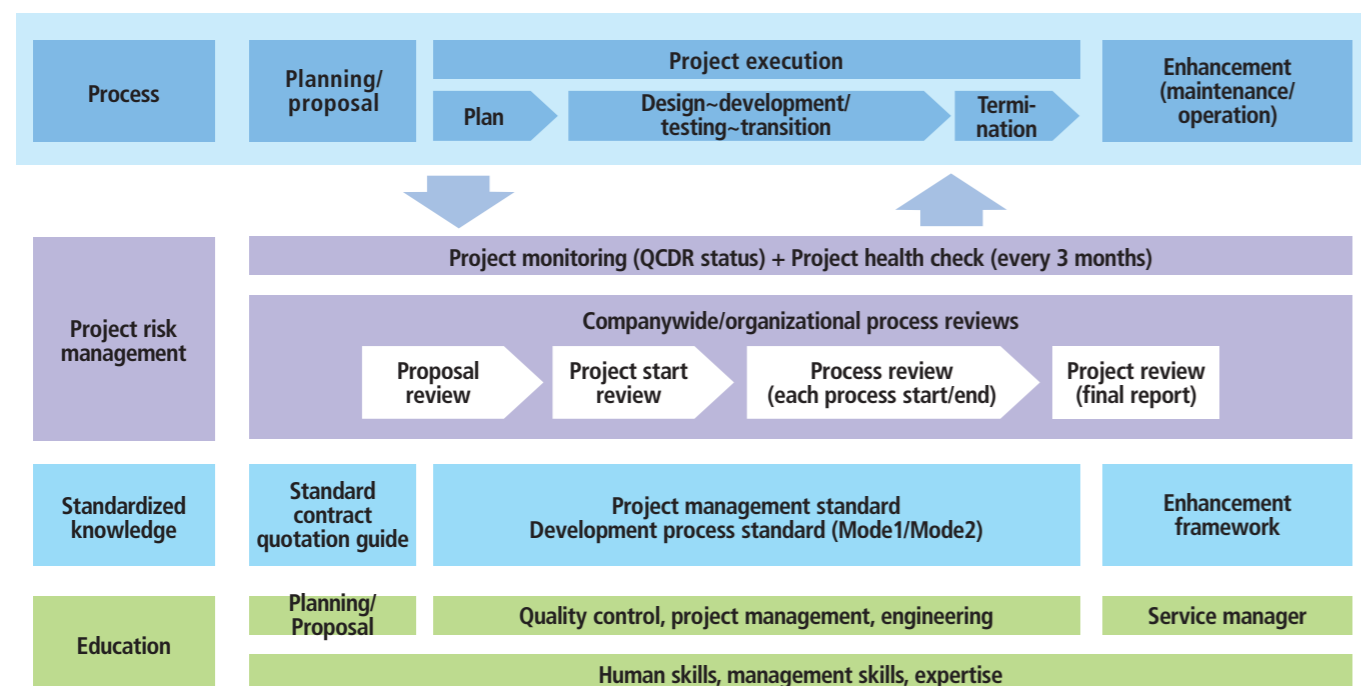 Process
Planning/
proposal
Project execution
Plan
Design~development/
testing~transition
Termi-
nation
Enhancement
(maintenance/
operation)
Project risk
management
Project monitoring (QCDR status) + Project health check (every 3 months)
Companywide/organizational process reviews
Proposal
review
Project start
review
Process review
(each process start/end)
Project review
(final report)
Standardized
knowledge
Standard
contract
quotation guide
Project management standard
Development process standard (Mode1/Mode2)
Enhancement
framework
Education
Planning/
Proposal
Quality control, project management, engineering
Service manager
Human skills, management skills, expertise